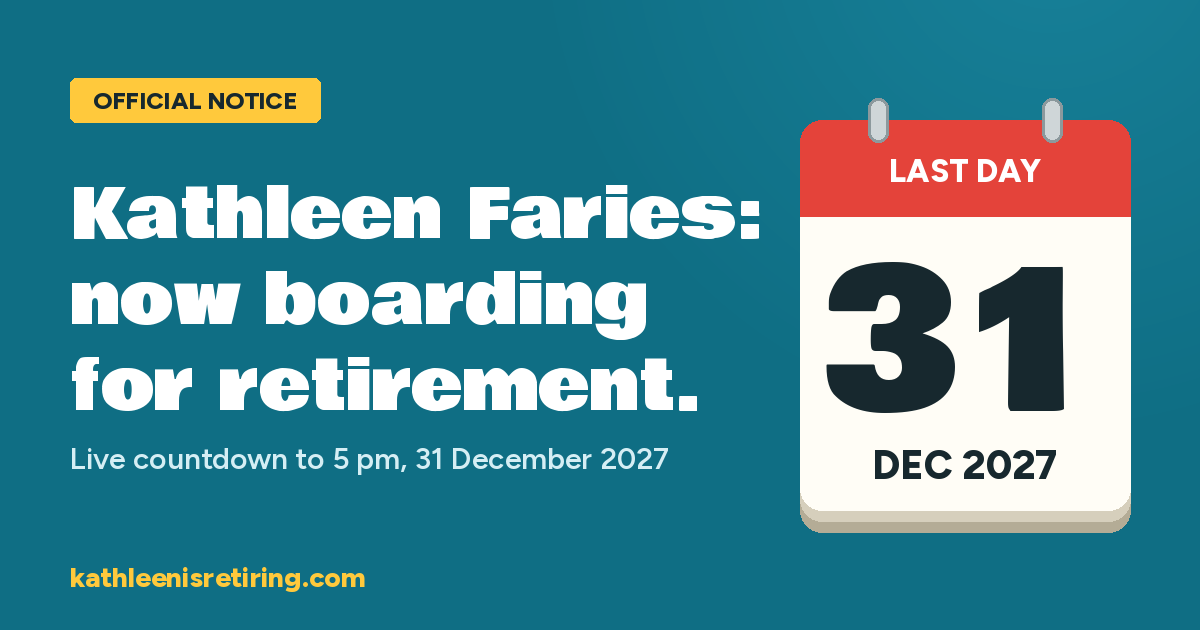 OFFICIAL NOTICE
Kathleen Faries:
now boarding
for retirement.
Live countdown to 5 pm, 31 December 2027
kathleenisretiring.com
LAST DAY
31
DEC 2027